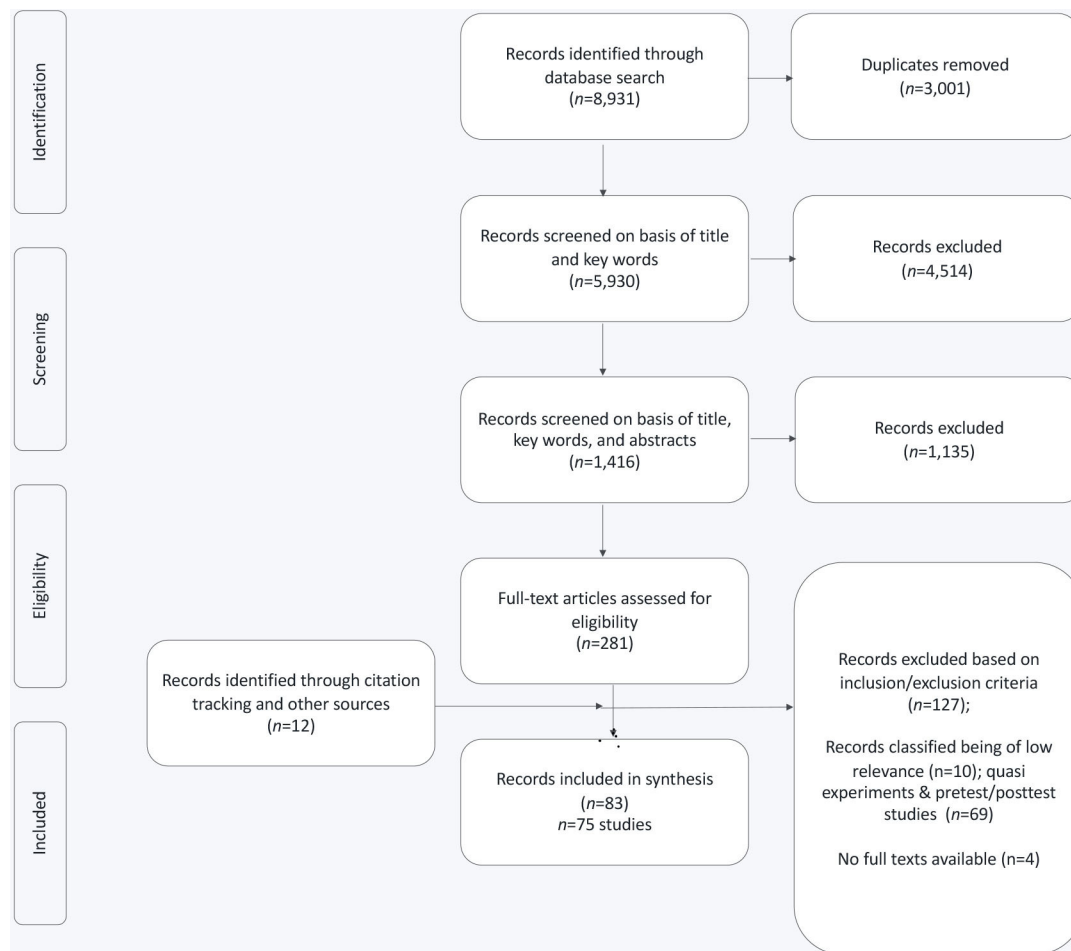 Identification
Records identified through
database search
(n=8,931)
Duplicates removed
(n=3,001)
Screening
Records screened on basis of title
and key words
(n=5,930)
Records excluded
(n=4,514)
Records screened on basis of title,
key words, and abstracts
(n=1,416)
Records excluded
(n=1,135)
Eligibility
Full-text articles assessed for
eligibility
(n=281)
Records identified through citation
tracking and other sources
(n=12)
Records excluded based on
inclusion/exclusion criteria
(n=127);
Records classified being of low
relevance (n=10); quasi
experiments & pretest/posttest
studies (n=69)
No full texts available (n=4)
Included
Records included in synthesis
(n=83)
n=75 studies